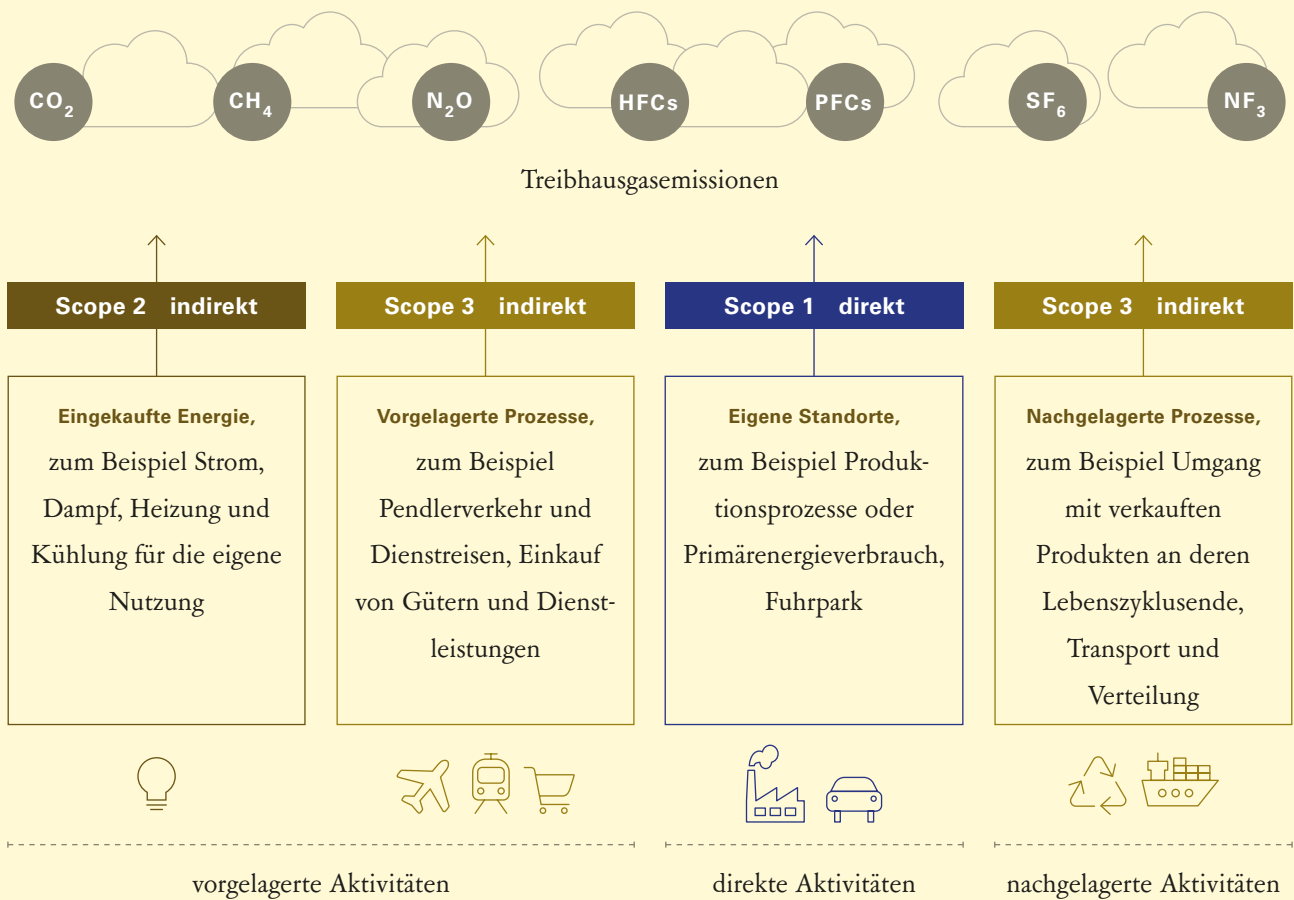 CO₂
CH₄
N₂O
HFCs
PFCs
SF₆
NF₃
Treibhausgasemissionen
Scope 2 indirekt
Eingekaufte Energie,
zum Beispiel Strom,
Dampf, Heizung und
Kühlung für die eigene
Nutzung
Scope 3 indirekt
Vorgelagerte Prozesse,
zum Beispiel
Pendlerverkehr und
Dienstreisen, Einkauf
von Gütern und Dienst-
leistungen
Scope 1 direkt
Eigene Standorte,
zum Beispiel Produk-
tionsprozesse oder
Primärenergieverbrauch,
Fuhrpark
Scope 3 indirekt
Nachgelagerte Prozesse,
zum Beispiel Umgang
mit verkauften
Produkten an deren
Lebenszyklusende,
Transport und
Verteilung
vorgelagerte Aktivitäten
direkte Aktivitäten
nachgelagerte Aktivitäten